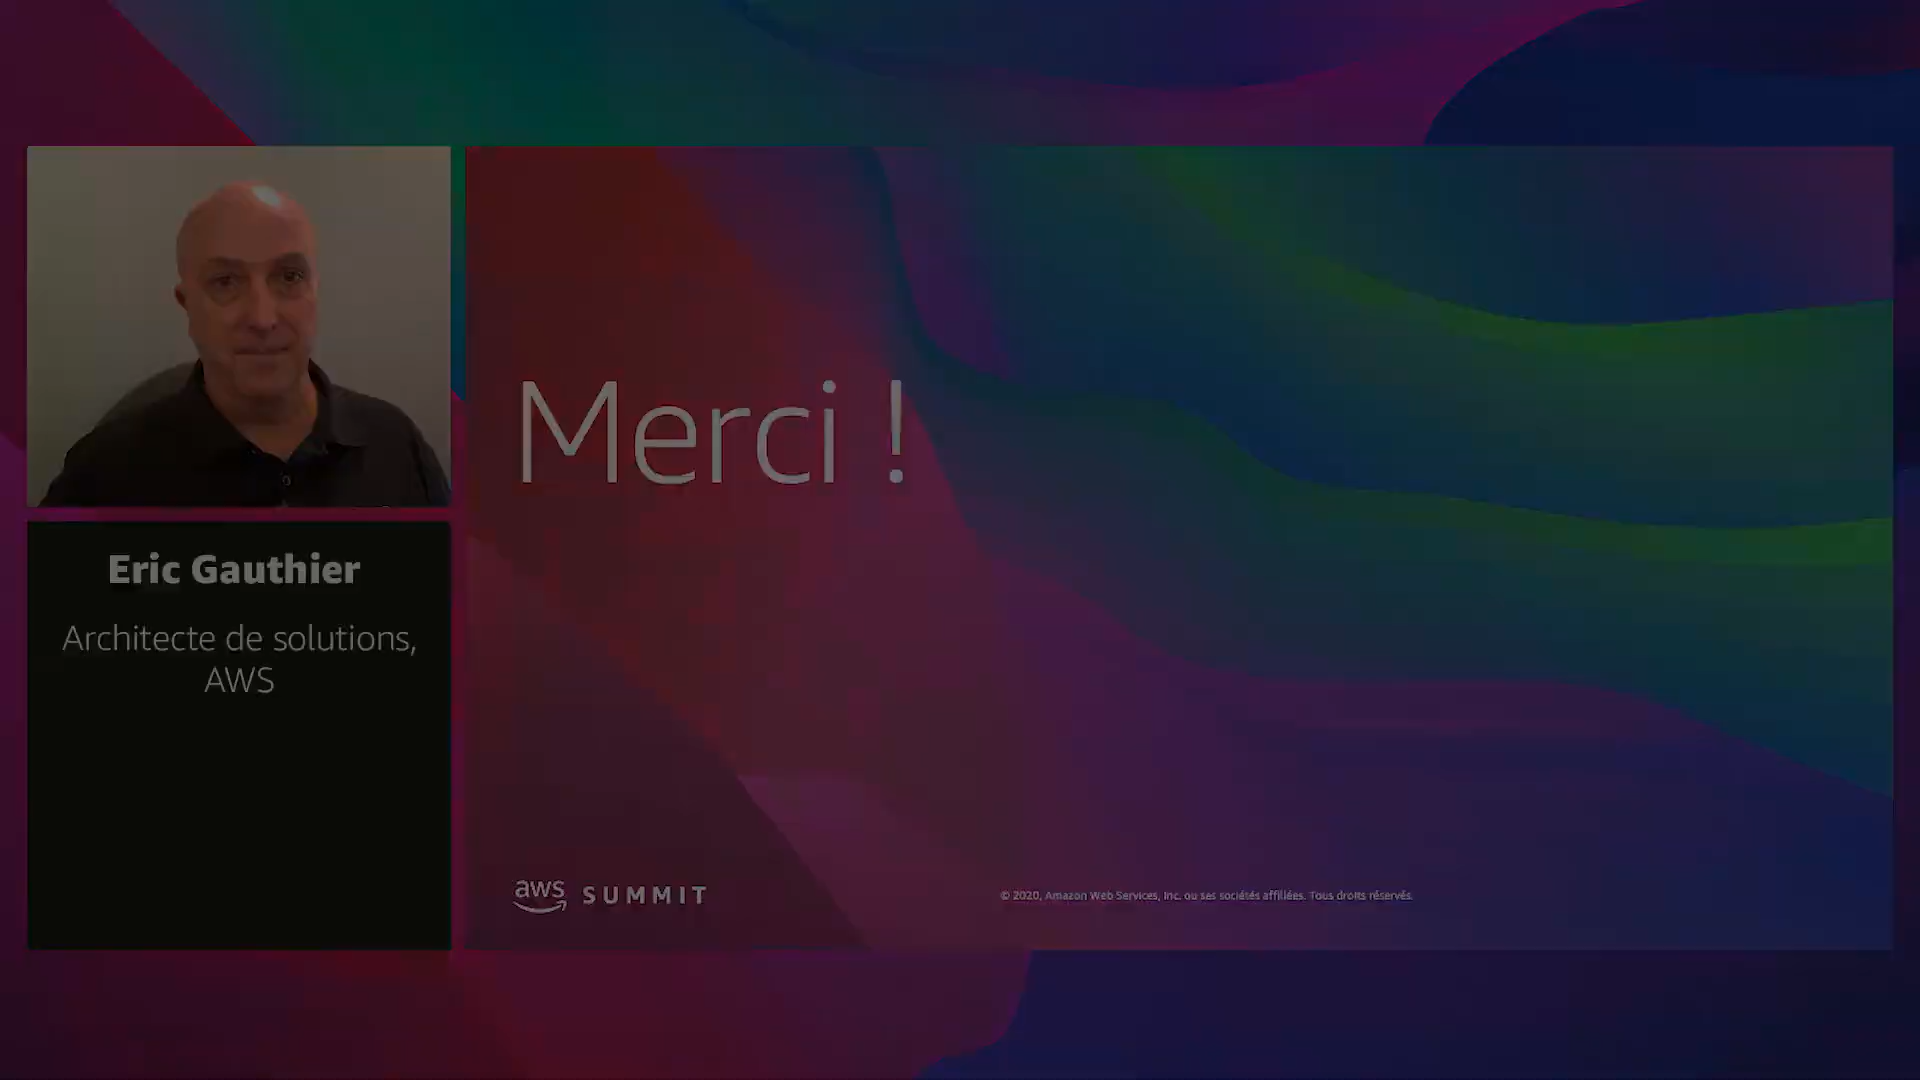 Merci !
Eric Gauthier
Architecte de solutions,
AWS
aws SUMMIT
© 2020, Amazon Web Services, Inc. ou ses sociétés affiliées. Tous droits réservés.